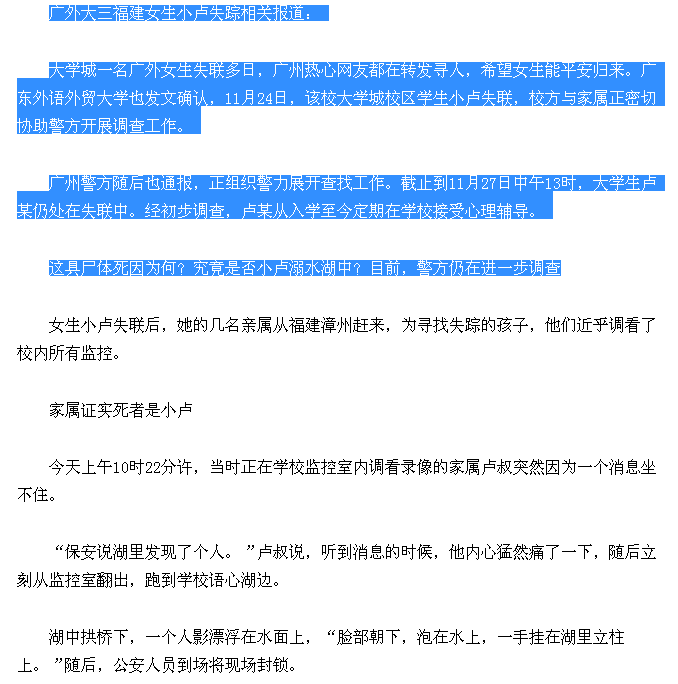 广外大三福建女生小卢失踪相关报道：
大学城一名广外女生失联多日，广州热心网友都在转发寻人，希望女生能平安归来。广
东外语外贸大学也发文确认，11月24日，该校大学城校区学生小卢失联，校方与家属正密切
协助警方开展调查工作。
广州警方随后也通报，正组织警力展开查找工作。截止到11月27日中午13时，大学生卢
某仍处在失联中。经初步调查，卢某从入学至今定期在学校接受心理辅导。
这具尸体死因为何？究竟是否小卢溺水湖中？目前，警方仍在进一步调查
女生小卢失联后，她的几名亲属从福建漳州赶来，为寻找失踪的孩子，他们近乎调看了
校内所有监控。
家属证实死者是小卢
今天上午10时22分许，当时正在学校监控室内调看录像的家属卢叔突然因为一个消息坐
不住。
“保安说湖里发现了个人。”卢叔说，听到消息的时候，他内心猛然痛了一下，随后立
刻从监控室翻出，跑到学校语心湖边。
湖中拱桥下，一个人影漂浮在水面上，“脸部朝下，泡在水上，一手挂在湖里立柱
上。”随后，公安人员到场将现场封锁。